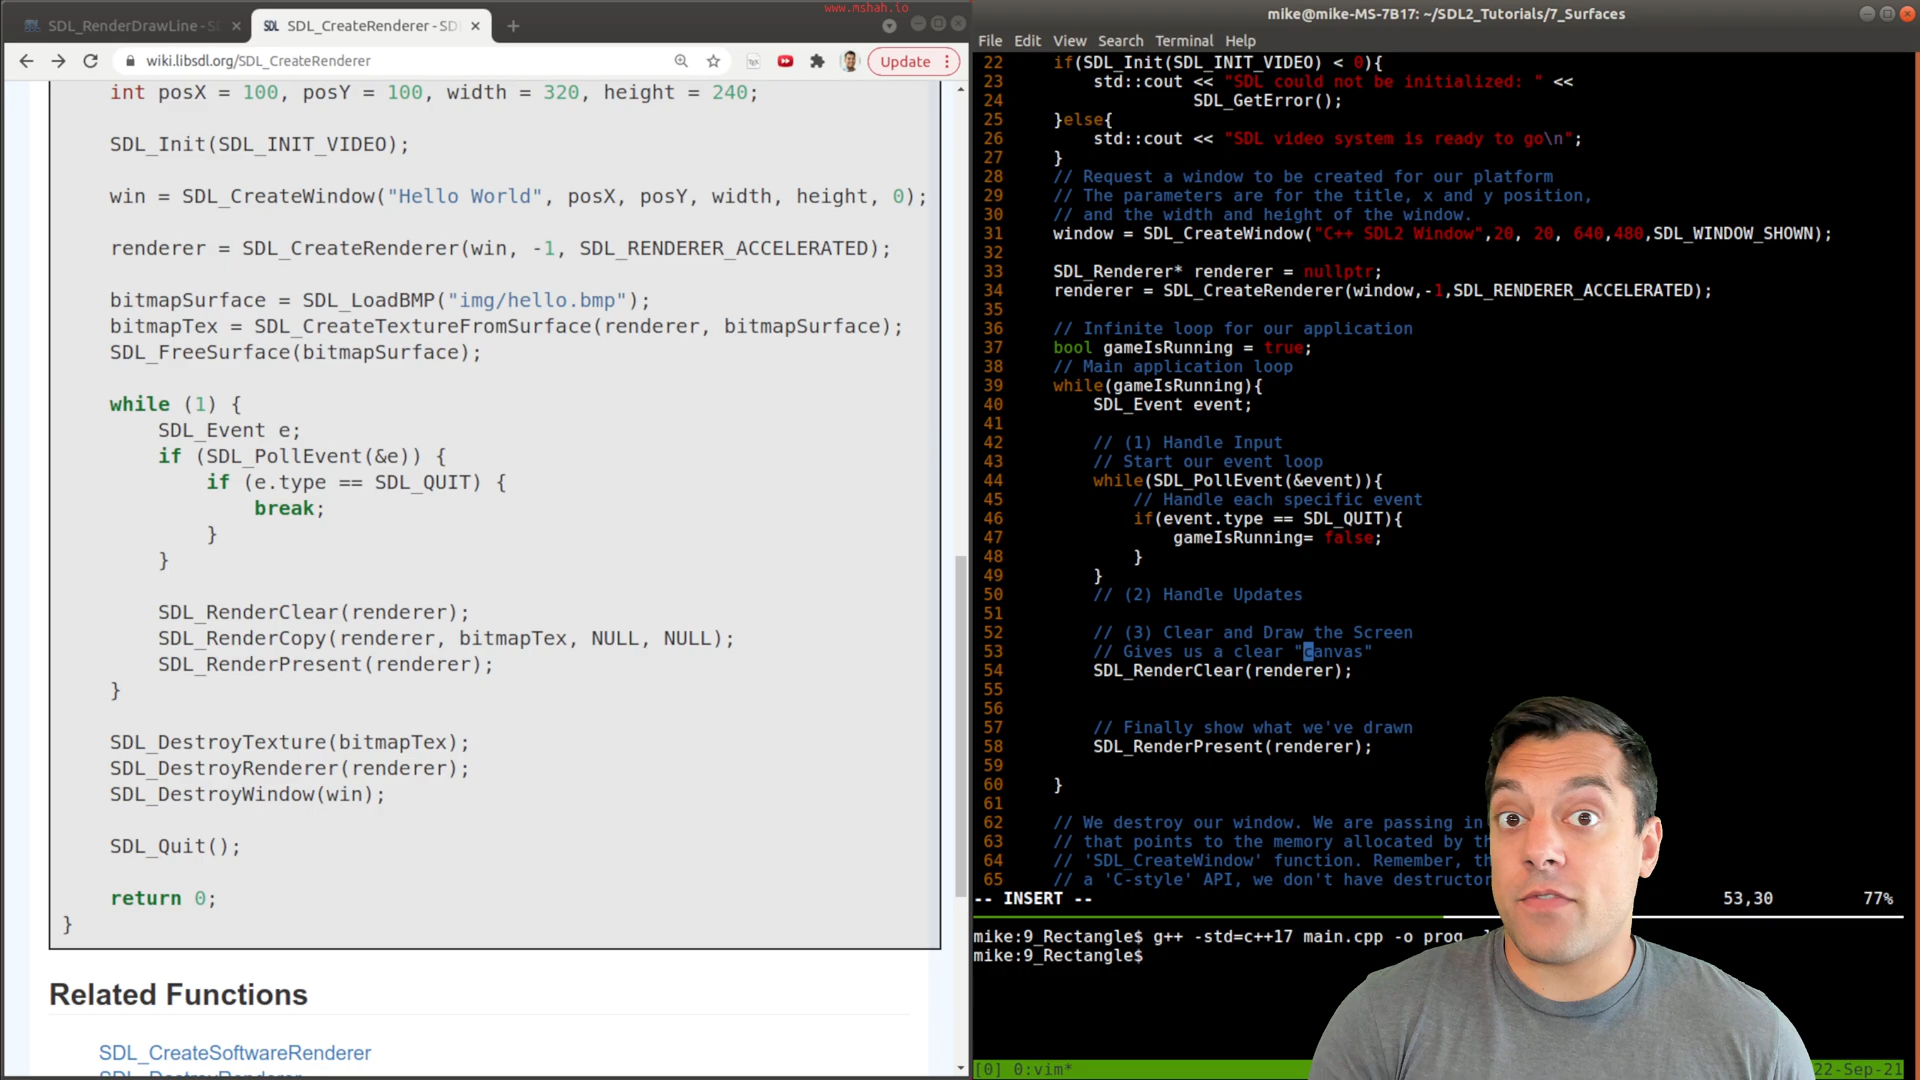 www.mshah.io
SDL_RenderDrawLine - S
SDL_CreateRenderer - SD
wiki.libsdl.org/SDL_CreateRenderer
Update
int posX = 100, posY = 100, width = 320, height = 240;
SDL_Init(SDL_INIT_VIDEO);
win = SDL_CreateWindow("Hello World", posX, posY, width, height, 0);
renderer = SDL_CreateRenderer(win, -1, SDL_RENDERER_ACCELERATED);
bitmapSurface = SDL_LoadBMP("img/hello.bmp");
bitmapTex = SDL_CreateTextureFromSurface(renderer, bitmapSurface);
SDL_FreeSurface(bitmapSurface);
while (1) {
SDL_Event e;
if (SDL_PollEvent(&e)) {
if (e.type == SDL_QUIT) {
break;
}
}
SDL_RenderClear(renderer);
SDL_RenderCopy(renderer, bitmapTex, NULL, NULL);
SDL_RenderPresent(renderer);
}
SDL_DestroyTexture(bitmapTex);
SDL_DestroyRenderer(renderer);
SDL_DestroyWindow(win);
SDL_Quit();
return 0;
}
Related Functions
SDL_CreateSoftwareRenderer
SDL_DestroyRenderer
mike@mike-MS-7B17: ~/SDL2_Tutorials/7_Surfaces
File Edit View Search Terminal Help
22 if(SDL_Init(SDL_INIT_VIDEO) < 0){
23 std::cout << "SDL could not be initialized: " <<
24 SDL_GetError();
25 }else{
26 std::cout << "SDL video system is ready to go\n";
27 }
28 // Request a window to be created for our platform
29 // The parameters are for the title, x and y position,
30 // and the width and height of the window.
31 window = SDL_CreateWindow("C++ SDL2 Window",20, 20, 640,480,SDL_WINDOW_SHOWN);
32
33 SDL_Renderer* renderer = nullptr;
34 renderer = SDL_CreateRenderer(window,-1,SDL_RENDERER_ACCELERATED);
35
36 // Infinite loop for our application
37 bool gameIsRunning = true;
38 // Main application loop
39 while(gameIsRunning){
40 SDL_Event event;
41
42 // (1) Handle Input
43 // Start our event loop
44 while(SDL_PollEvent(&event)){
45 // Handle each specific event
46 if(event.type == SDL_QUIT){
47 gameIsRunning= false;
48 }
49 }
50 // (2) Handle Updates
51
52 // (3) Clear and Draw the Screen
53 // Gives us a clear "canvas"
54 SDL_RenderClear(renderer);
55
56
57 // Finally show what we've drawn
58 SDL_RenderPresent(renderer);
59
60 }
61
62 // We destroy our window. We are passing in
63 // that points to the memory allocated by
64 // 'SDL_CreateWindow' function. Remember,
65 // a 'C-style' API, we don't have destructor
-- INSERT -- 53,30 77%
mike:9_Rectangle$ g++ -std=c++17 main.cpp -o prog
mike:9_Rectangle$
[0] 0:vim* 22-Sep-21